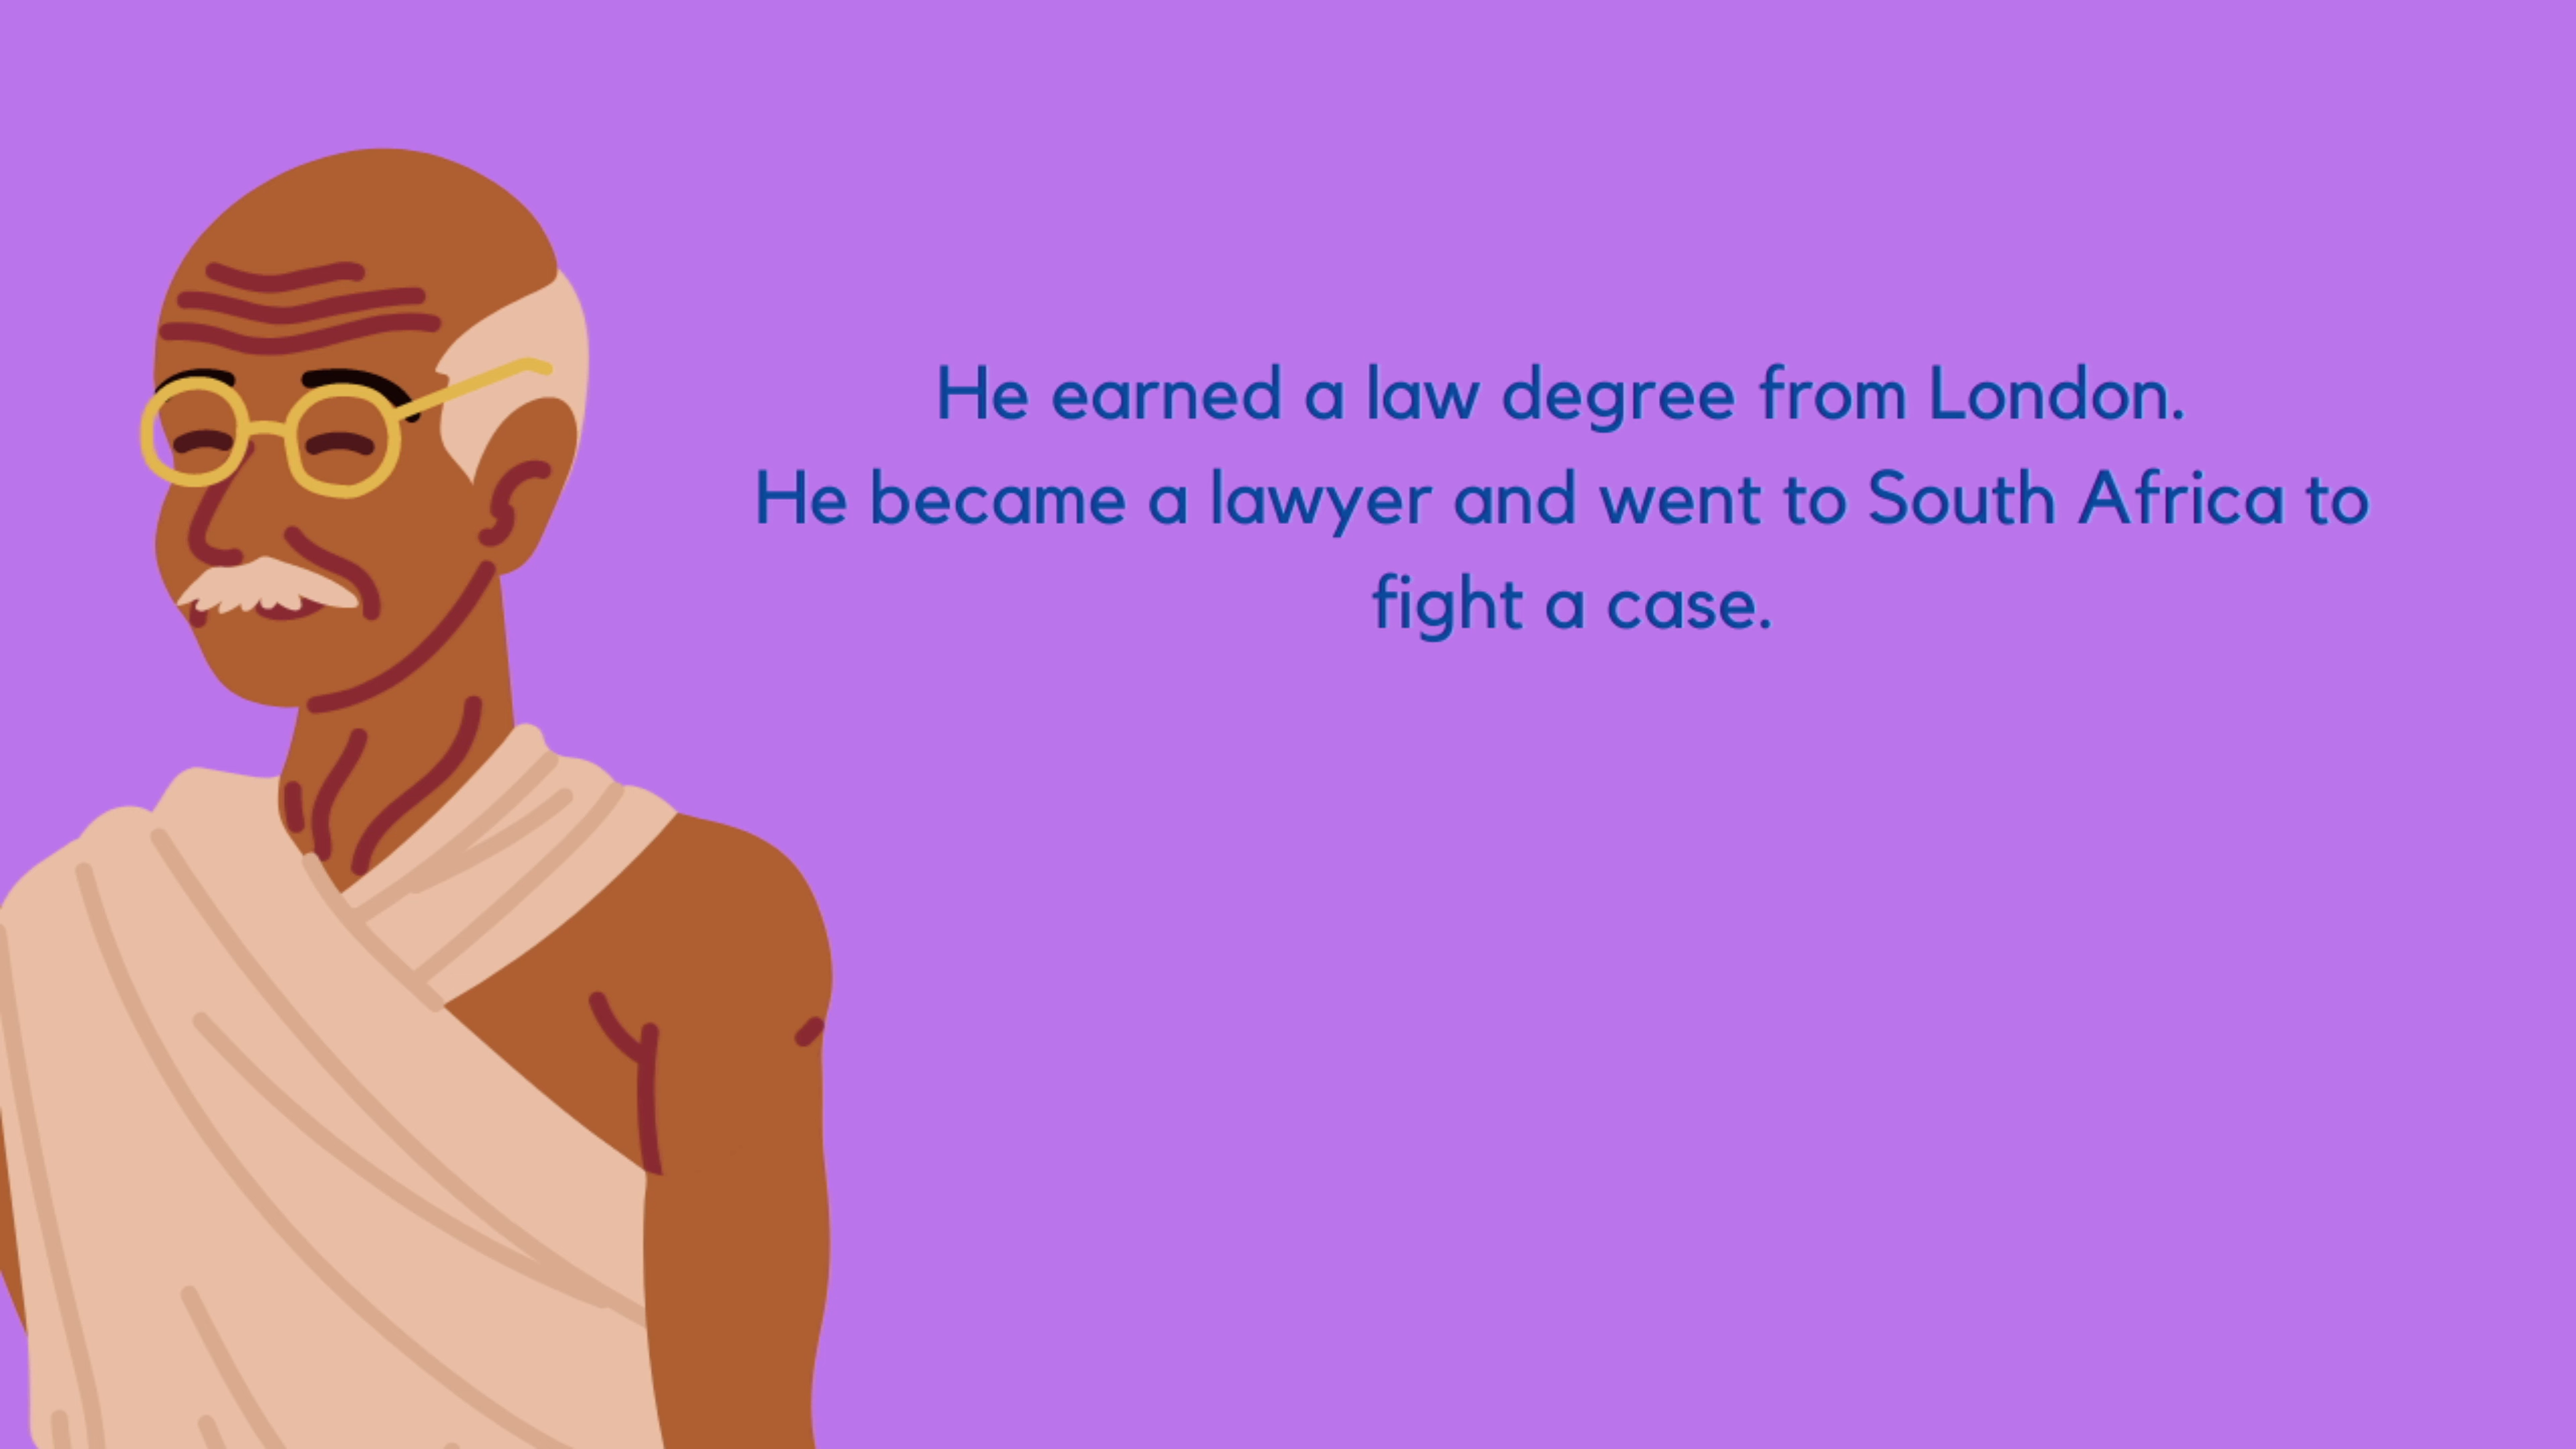 He earned a law degree from London.
He became a lawyer and went to South Africa to
fight a case.